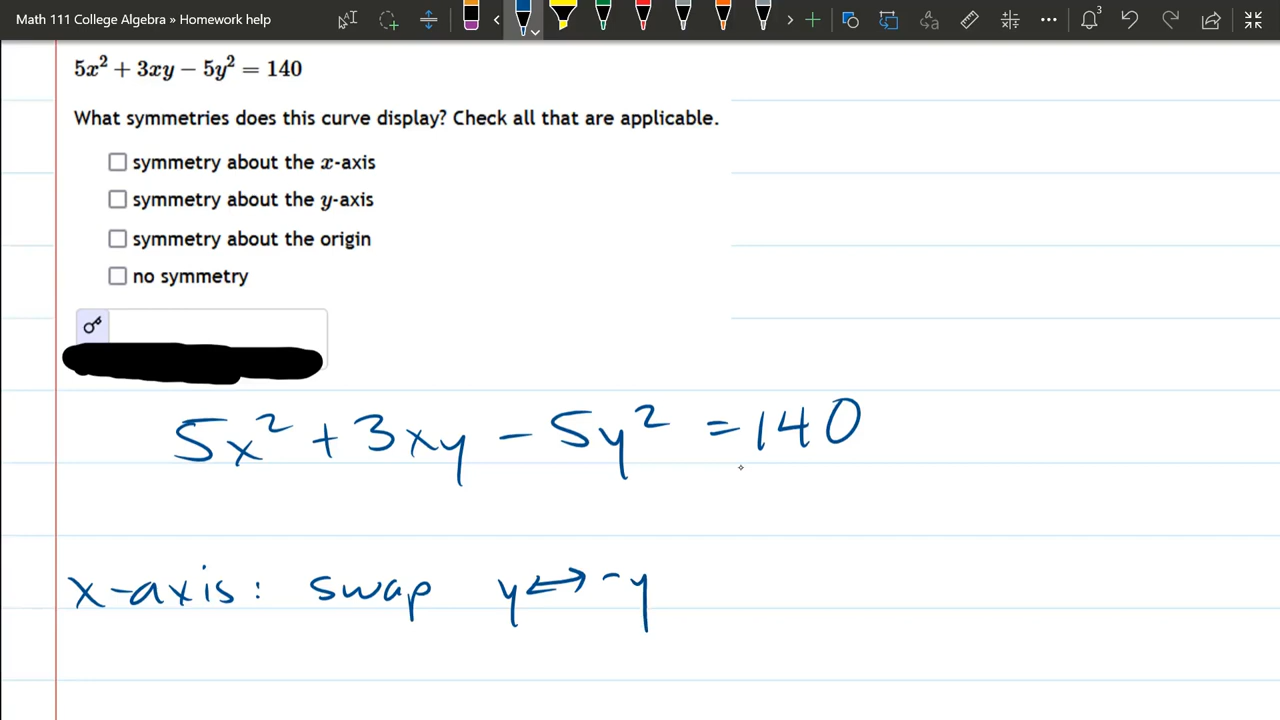 Math 111 College Algebra » Homework help
3
5x² + 3xy − 5y² = 140
What symmetries does this curve display? Check all that are applicable.
symmetry about the x-axis
symmetry about the y-axis
symmetry about the origin
no symmetry
5x² + 3xy − 5y² = 140
x-axis: swap y↔-y